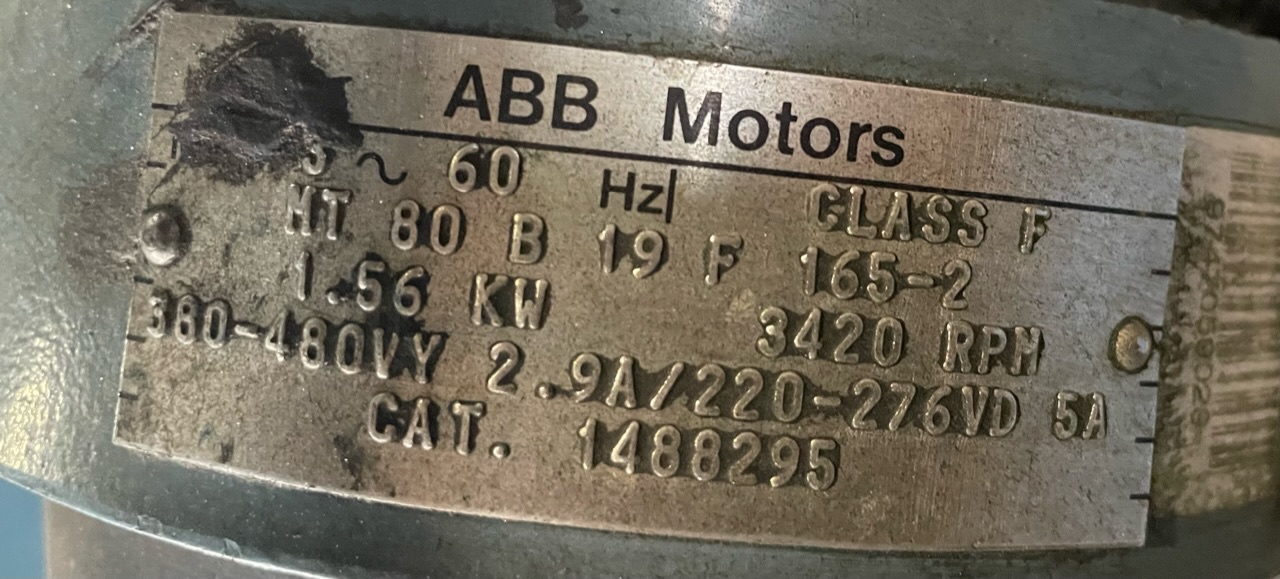 ABB Motors
3 ~ 60 Hz CLASS F
MT 80 B 19 F 165-2
1.56 KW 3420 RPM
380-480VY 2.9A/220-276VD 5A
CAT. 1488295